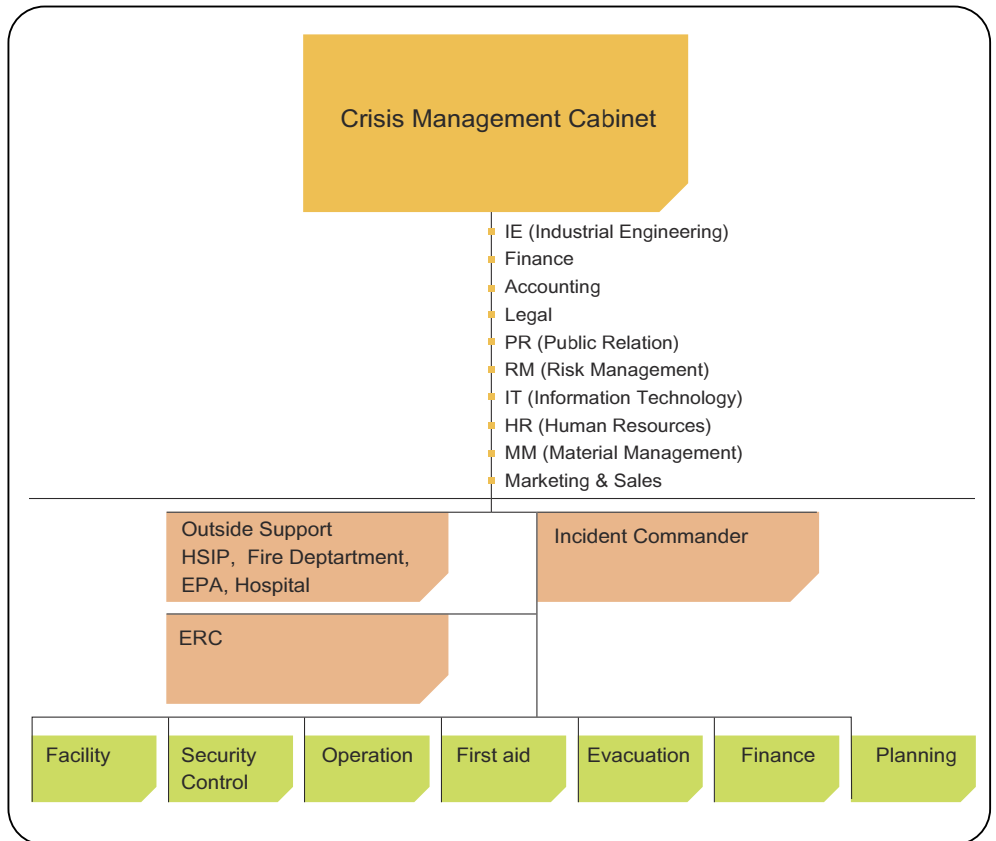 Crisis Management Cabinet
IE (Industrial Engineering)
Finance
Accounting
Legal
PR (Public Relation)
RM (Risk Management)
IT (Information Technology)
HR (Human Resources)
MM (Material Management)
Marketing & Sales
Outside Support
HSIP, Fire Deptartment,
EPA, Hospital
Incident Commander
ERC
Facility
Security
Control
Operation
First aid
Evacuation
Finance
Planning